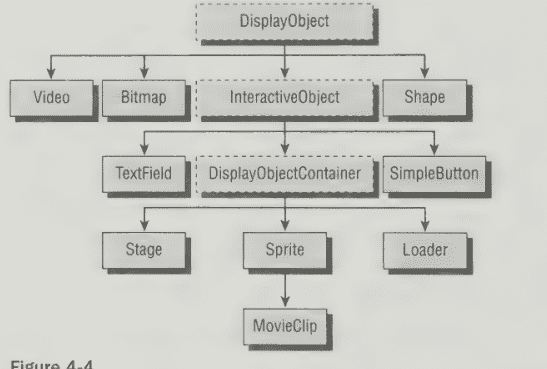 DisplayObject
Video
Bitmap
InteractiveObject
Shape
TextField
DisplayObjectContainer
SimpleButton
Stage
Sprite
Loader
MovieClip
Figure 4-4